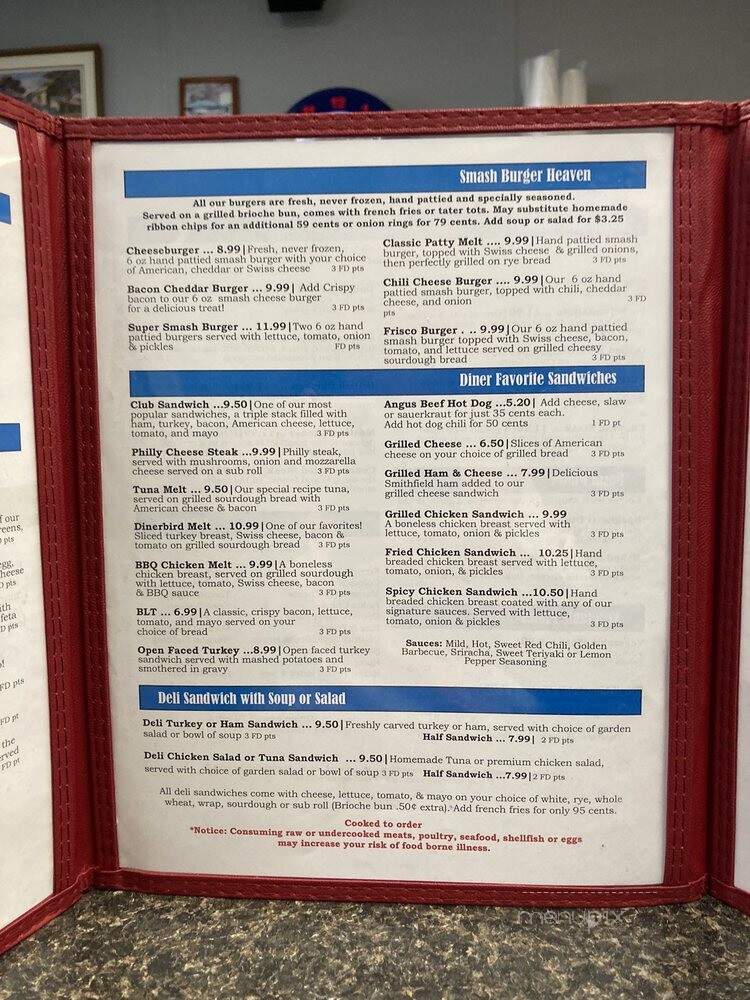 Smash Burger Heaven
All our burgers are fresh, never frozen, hand pattied and specially seasoned.
Served on a grilled brioche bun, comes with french fries or tater tots. May substitute homemade
ribbon chips for an additional 59 cents or onion rings for 79 cents. Add soup or salad for $3.25
Cheeseburger ... 8.99|Fresh, never frozen,
6 oz hand pattied smash burger with your choice
of American, cheddar or Swiss cheese 3 FD pts
Bacon Cheddar Burger ... 9.99| Add Crispy
bacon to our 6 oz smash cheese burger
for a delicious treat! 3 FD pts
Super Smash Burger ... 11.99|Two 6 oz hand
pattied burgers served with lettuce, tomato, onion
& pickles FD pts
Classic Patty Melt .... 9.99|Hand pattied smash
burger, topped with Swiss cheese & grilled onions,
then perfectly grilled on rye bread 3 FD pts
Chili Cheese Burger .... 9.99|Our 6 oz hand
pattied smash burger, topped with chili, cheddar
cheese, and onion 3 FD
pts
Frisco Burger . .. 9.99|Our 6 oz hand pattied
smash burger topped with Swiss cheese, bacon,
tomato, and lettuce served on grilled cheesy
sourdough bread 3 FD pts
Diner Favorite Sandwiches
Club Sandwich ...9.50|One of our most
popular sandwiches, a triple stack filled with
ham, turkey, bacon, American cheese, lettuce,
tomato, and mayo 3 FD pts
Philly Cheese Steak ...9.99|Philly steak,
served with mushrooms, onion and mozzarella
cheese served on a sub roll 3 FD pts
Tuna Melt ... 9.50|Our special recipe tuna,
served on grilled sourdough bread with
American cheese & bacon 3 FD pts
Dinerbird Melt ... 10.99|One of our favorites!
Sliced turkey breast, Swiss cheese, bacon &
tomato on grilled sourdough bread 3 FD pts
BBQ Chicken Melt ... 9.99|A boneless
chicken breast, served on grilled sourdough
with lettuce, tomato, Swiss cheese, bacon
& BBQ sauce 3 FD pts
BLT ... 6.99|A classic, crispy bacon, lettuce,
tomato, and mayo served on your
choice of bread 3 FD pts
Open Faced Turkey ...8.99|Open faced turkey
sandwich served with mashed potatoes and
smothered in gravy 3 FD pts
Angus Beef Hot Dog ...5.20| Add cheese, slaw
or sauerkraut for just 35 cents each.
Add hot dog chili for 50 cents 1 FD pt
Grilled Cheese ... 6.50|Slices of American
cheese on your choice of grilled bread 3 FD pts
Grilled Ham & Cheese ... 7.99|Delicious
Smithfield ham added to our
grilled cheese sandwich 3 FD pts
Grilled Chicken Sandwich ... 9.99
A boneless chicken breast served with
lettuce, tomato, onion & pickles 3 FD pts
Fried Chicken Sandwich ... 10.25|Hand
breaded chicken breast served with lettuce,
tomato, onion, & pickles 3 FD pts
Spicy Chicken Sandwich ...10.50|Hand
breaded chicken breast coated with any of our
signature sauces. Served with lettuce,
tomato, onion & pickles 3 FD pts
Sauces: Mild, Hot, Sweet Red Chili, Golden
Barbecue, Sriracha, Sweet Teriyaki or Lemon
Pepper Seasoning
Deli Sandwich with Soup or Salad
Deli Turkey or Ham Sandwich ... 9.50|Freshly carved turkey or ham, served with choice of garden
salad or bowl of soup 3 FD pts Half Sandwich ... 7.99| 2 FD pts
Deli Chicken Salad or Tuna Sandwich ... 9.50|Homemade Tuna or premium chicken salad,
served with choice of garden salad or bowl of soup 3 FD pts Half Sandwich ...7.99|2 FD pts
All deli sandwiches come with cheese, lettuce, tomato, & mayo on your choice of white, rye, whole
wheat, wrap, sourdough or sub roll (Brioche bun .50¢ extra). Add french fries for only 95 cents.
Cooked to order
*Notice: Consuming raw or undercooked meats, poultry, seafood, shellfish or eggs
may increase your risk of food borne illness.
menupix